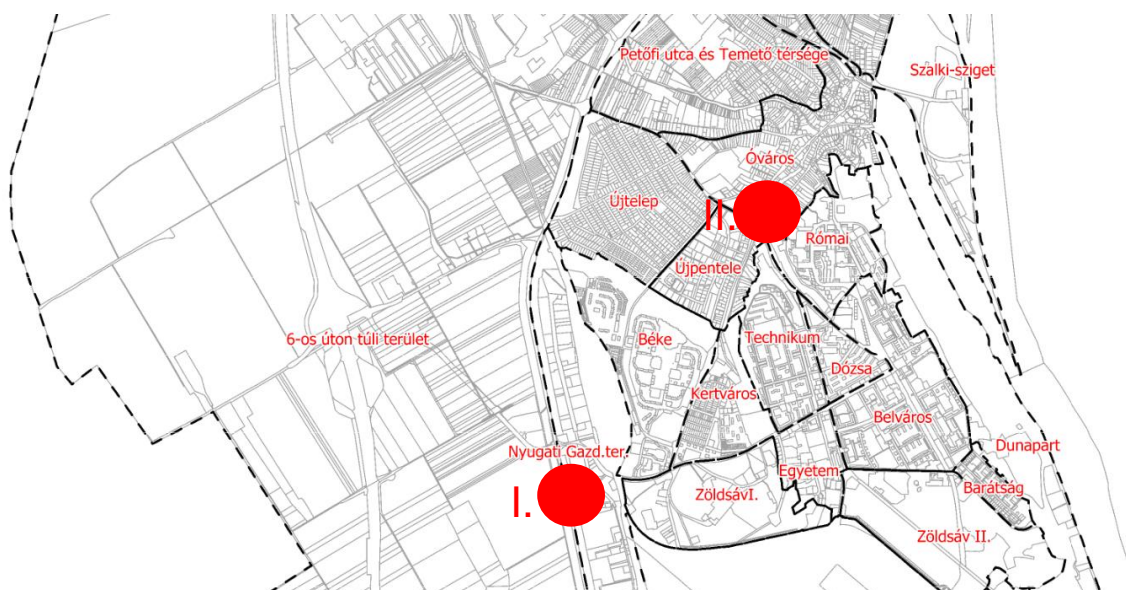 Petőfi utca és Temető térsége
Szalki-sziget
Óváros
Újtelep
II.
Római
Újpentele
6-os úton túli terület
Béke
Technikum
Dózsa
Kertváros
Belváros
Nyugati Gazd.ter.
Dunapart
Egyetem
Barátság
I.
ZöldsávI.
Zöldsáv II.